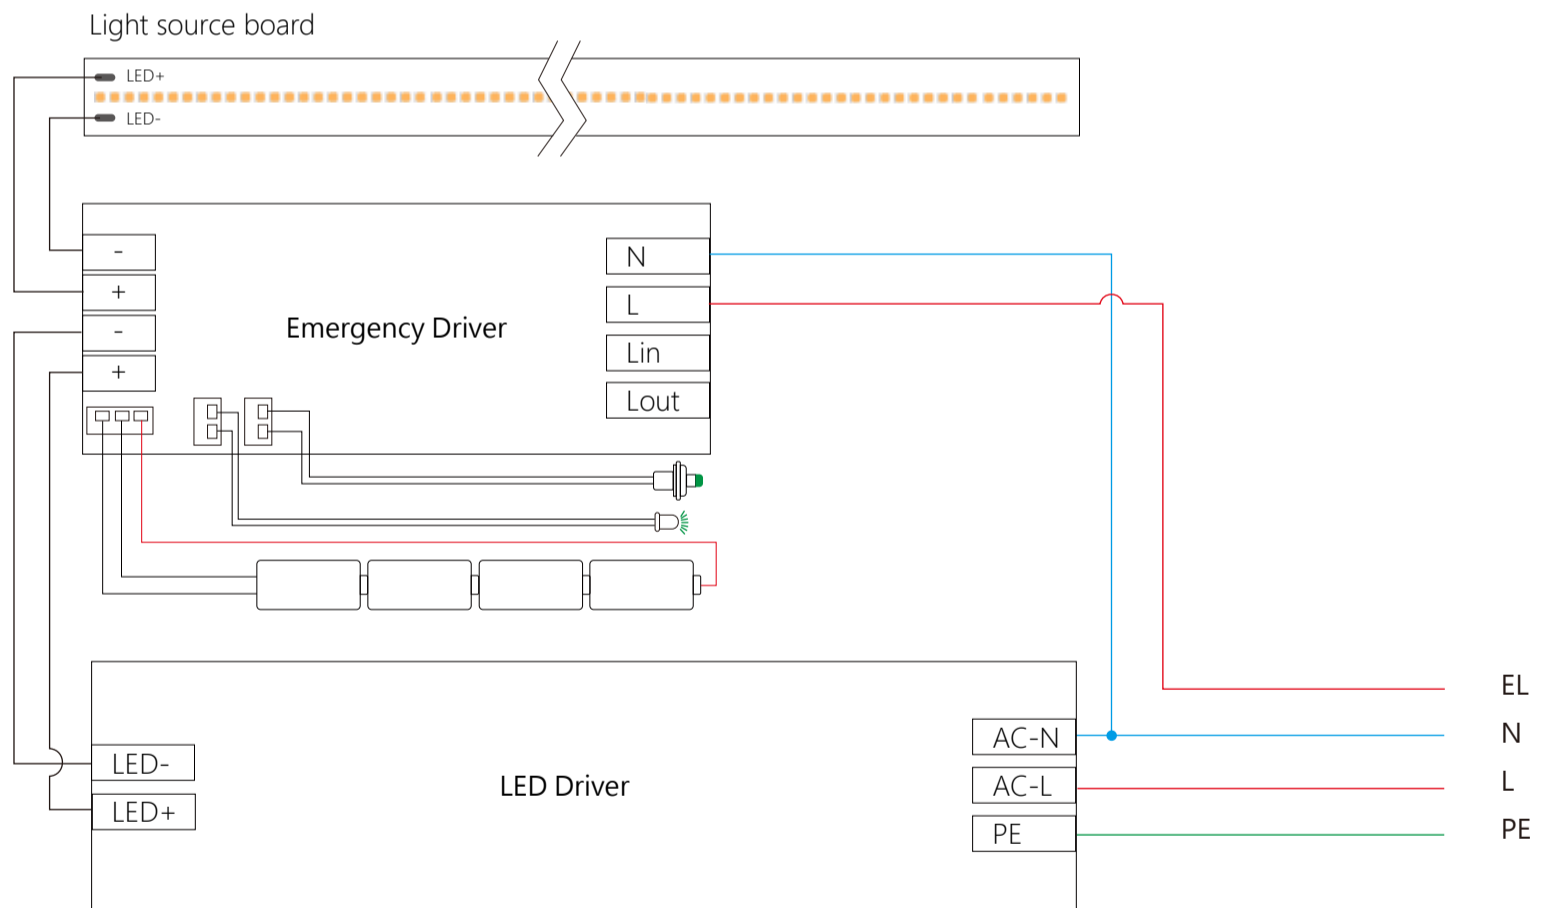 Light source board
LED+
LED-
-
+
-
+
Emergency Driver
N
L
Lin
Lout
LED-
LED+
LED Driver
AC-N
AC-L
PE
EL
N
L
PE